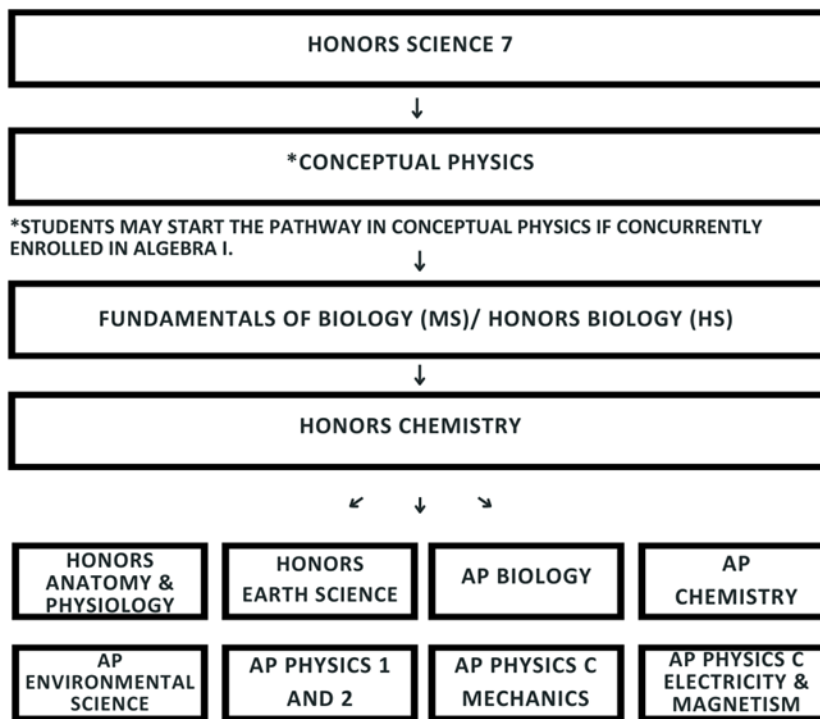 HONORS SCIENCE 7
↓
*CONCEPTUAL PHYSICS
*STUDENTS MAY START THE PATHWAY IN CONCEPTUAL PHYSICS IF CONCURRENTLY
ENROLLED IN ALGEBRA I.
↓
FUNDAMENTALS OF BIOLOGY (MS)/ HONORS BIOLOGY (HS)
↓
HONORS CHEMISTRY
↙ ↓ ↘
HONORS
ANATOMY &
PHYSIOLOGY
HONORS
EARTH SCIENCE
AP BIOLOGY
AP
CHEMISTRY
AP
ENVIRONMENTAL
SCIENCE
AP PHYSICS 1
AND 2
AP PHYSICS C
MECHANICS
AP PHYSICS C
ELECTRICITY &
MAGNETISM